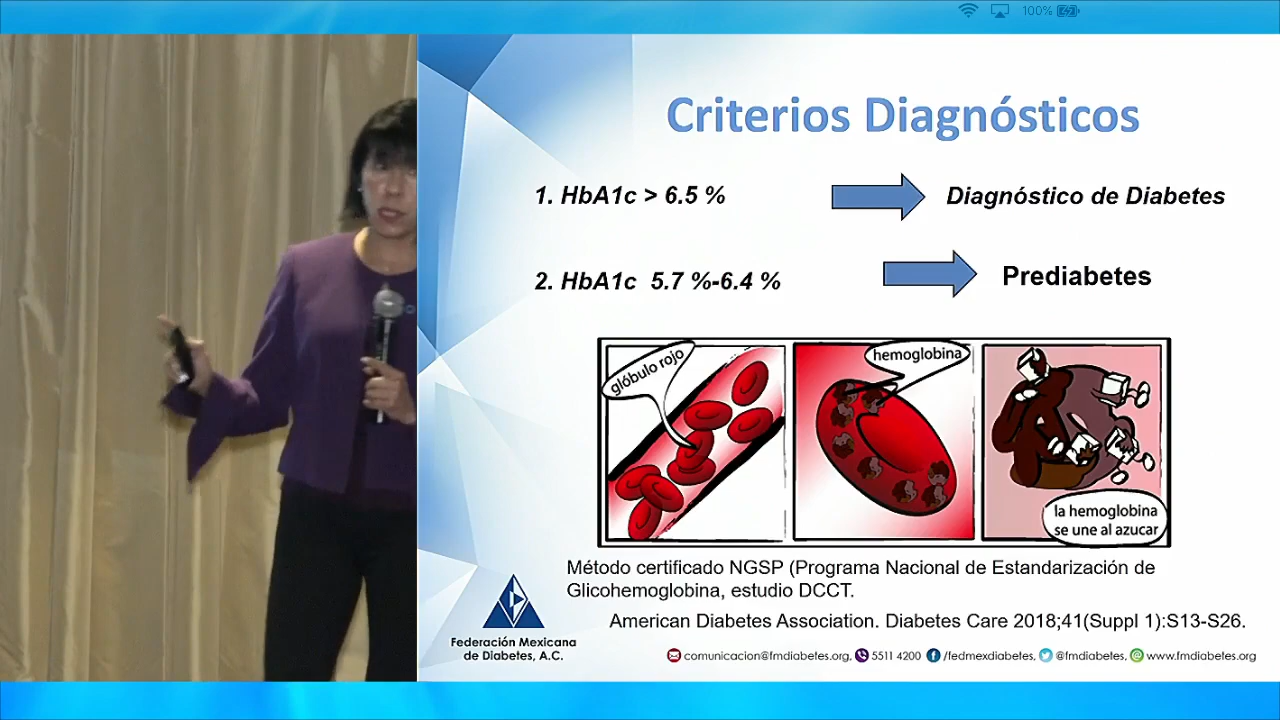 100%
Criterios Diagnósticos
1. HbA1c > 6.5 %
Diagnóstico de Diabetes
2. HbA1c 5.7 %-6.4 %
Prediabetes
glóbulo rojo
hemoglobina
la hemoglobina
se une al azucar
Método certificado NGSP (Programa Nacional de Estandarización de
Glicohemoglobina, estudio DCCT.
American Diabetes Association. Diabetes Care 2018;41(Suppl 1):S13-S26.
Federación Mexicana
de Diabetes, A.C.
comunicacion@fmdiabetes.org, 5511 4200 /fedmexdiabetes, @fmdiabetes, www.fmdiabetes.org